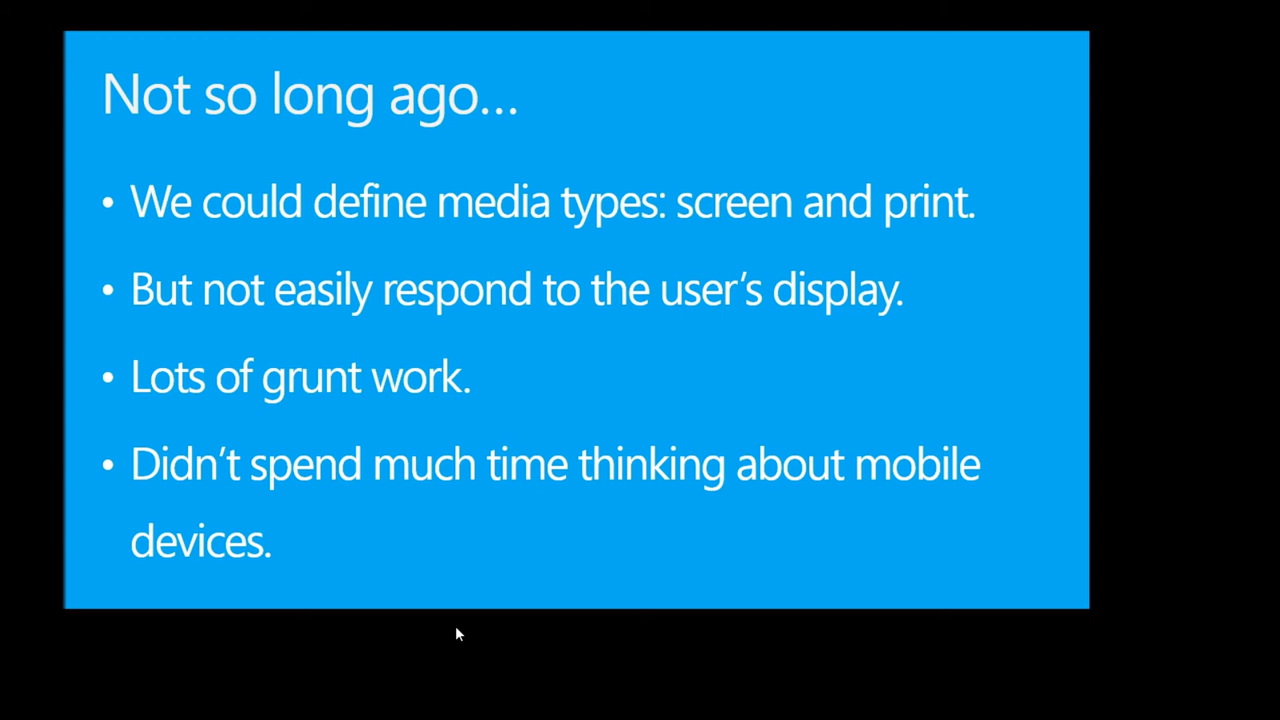 Not so long ago…
• We could define media types: screen and print.
• But not easily respond to the user’s display.
• Lots of grunt work.
• Didn’t spend much time thinking about mobile
devices.